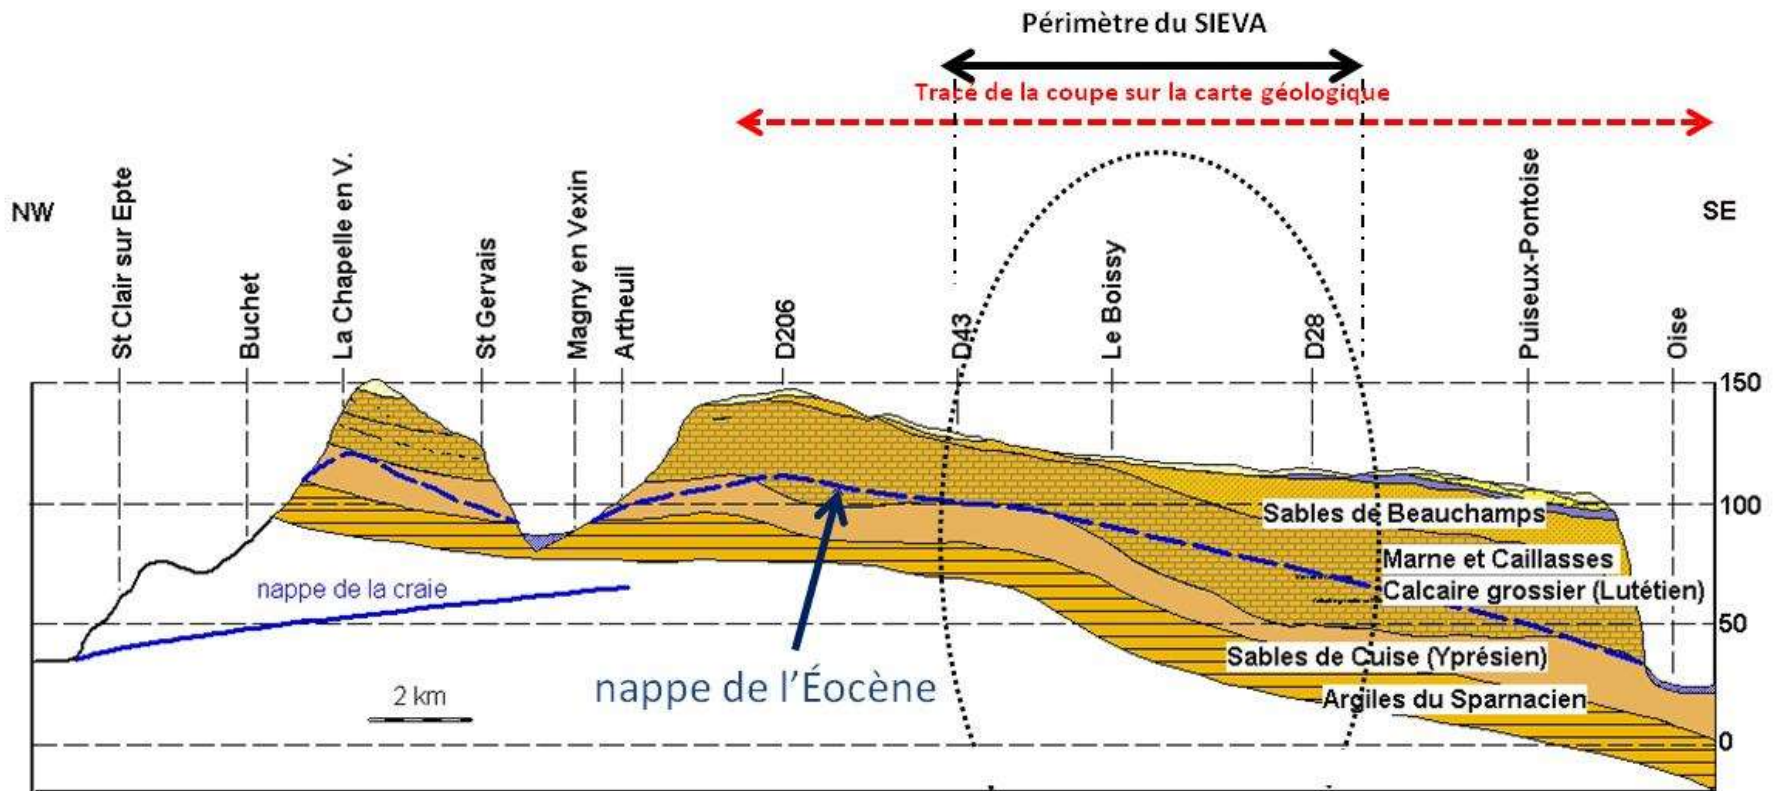 Périmètre du SIEVA
Tracé de la coupe sur la carte géologique
NW
St Clair sur Epte
Buchet
La Chapelle en V.
St Gervais
Magny en Vexin
Artheuil
D206
D43
Le Boissy
D28
Puiseux-Pontoise
Oise
SE
150
100
Sables de Beauchamps
Marne et Caillasses
Calcaire grossier (Lutétien)
nappe de la craie
50
Sables de Cuise (Yprésien)
nappe de l'Éocène
2 km
Argiles du Sparnacien
0